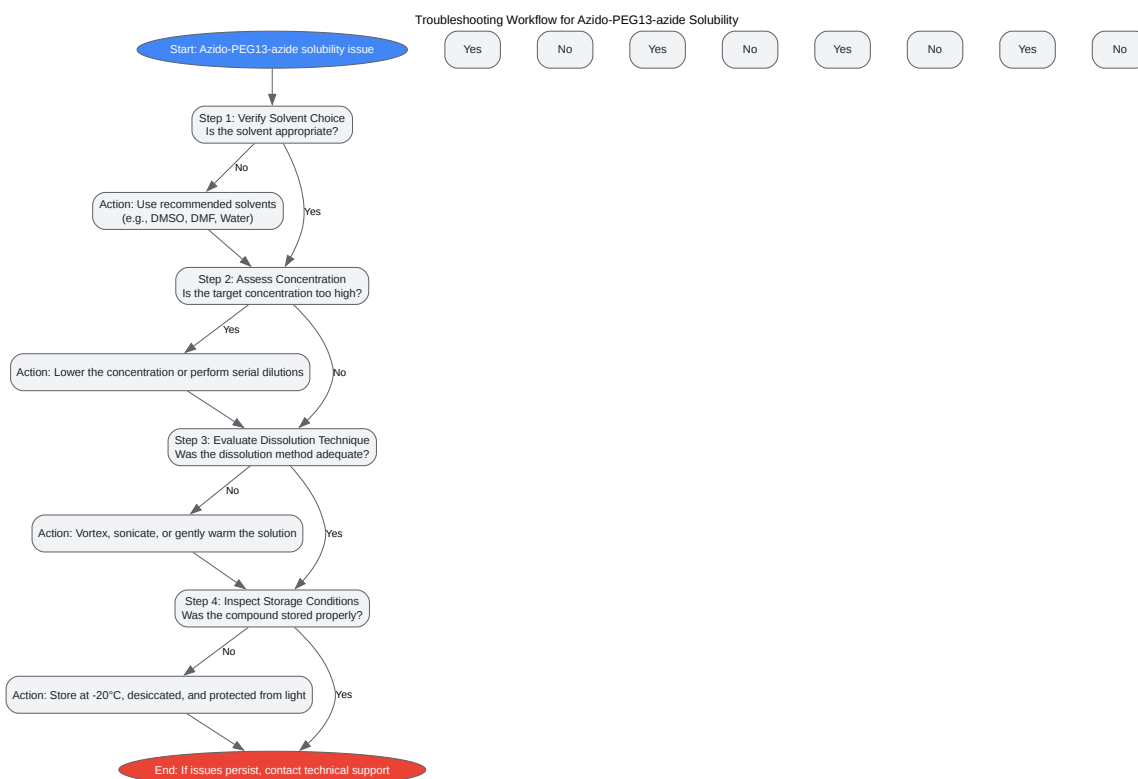 Troubleshooting Workflow for Azido-PEG13-azide Solubility
Start: Azido-PEG13-azide solubility issue
Yes
No
Yes
No
Yes
No
Yes
No
Step 1: Verify Solvent Choice
Is the solvent appropriate?
No
Action: Use recommended solvents
(e.g., DMSO, DMF, Water)
Yes
Step 2: Assess Concentration
Is the target concentration too high?
Yes
Action: Lower the concentration or perform serial dilutions
No
Step 3: Evaluate Dissolution Technique
Was the dissolution method adequate?
No
Action: Vortex, sonicate, or gently warm the solution
Yes
Step 4: Inspect Storage Conditions
Was the compound stored properly?
No
Action: Store at -20°C, desiccated, and protected from light
Yes
End: If issues persist, contact technical support